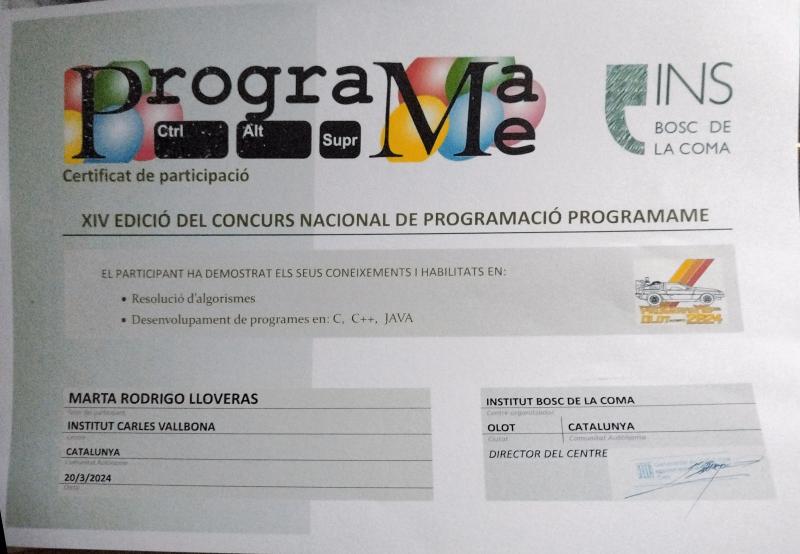 PrograMa
Me
Ctrl Alt Supr
INS
BOSC DE
LA COMA
Certificat de participació
XIV EDICIÓ DEL CONCURS NACIONAL DE PROGRAMACIÓ PROGRAMAME
EL PARTICIPANT HA DEMOSTRAT ELS SEUS CONEIXEMENTS I HABILITATS EN:
• Resolució d'algorismes
• Desenvolupament de programes en: C, C++, JAVA
OLOT 2024
MARTA RODRIGO LLOVERAS
Nom del participant
INSTITUT CARLES VALLBONA
Centre
CATALUNYA
Comunitat Autònoma
20/3/2024
Data
INSTITUT BOSC DE LA COMA
Centre organitzador
OLOT CATALUNYA
Ciutat Comunitat Autònoma
DIRECTOR DEL CENTRE